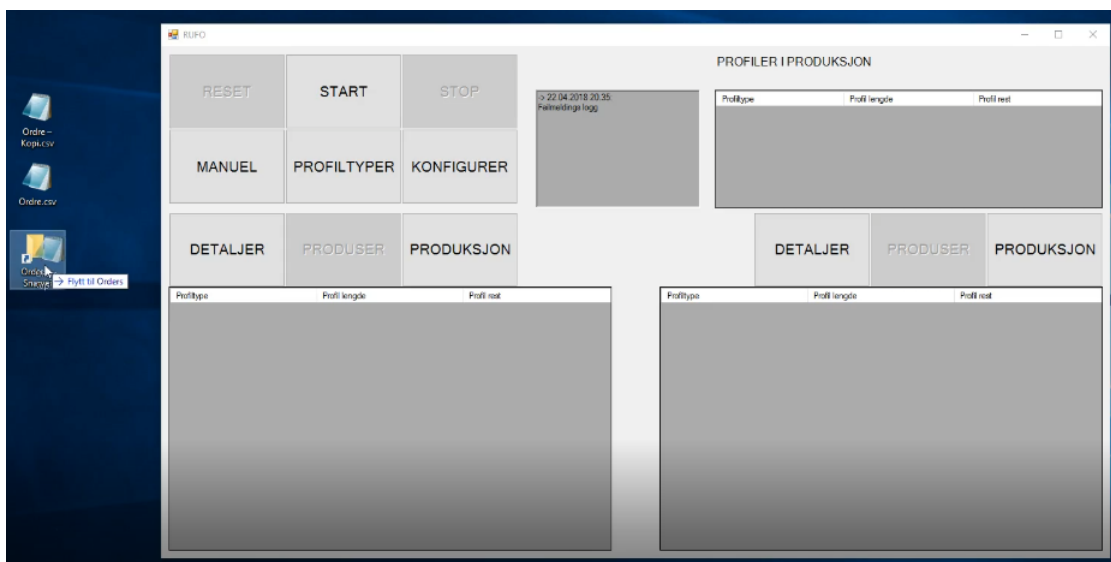 RUFO
Ordre –
Kopi.csv
Ordre.csv
→ Flytt til Orders
RESET
START
STOP
MANUEL
PROFILTYPER
KONFIGURER
-> 22.04.2018 20.35:
Feilmeldings logg
PROFILER I PRODUKSJON
Profiltype Profil lengde Profil rest
DETALJER
PRODUSER
PRODUKSJON
Profiltype Profil lengde Profil rest
DETALJER
PRODUSER
PRODUKSJON
Profiltype Profil lengde Profil rest